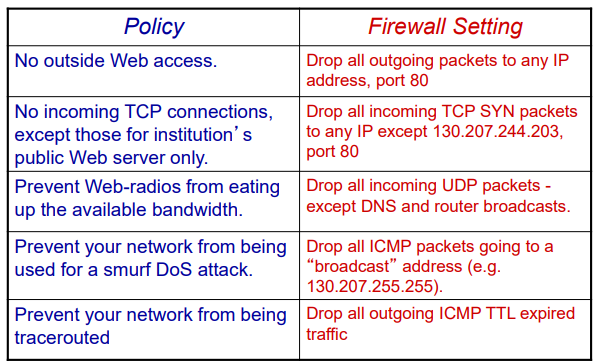 Policy
Firewall Setting
No outside Web access.
Drop all outgoing packets to any IP
address, port 80
No incoming TCP connections,
except those for institution’s
public Web server only.
Drop all incoming TCP SYN packets
to any IP except 130.207.244.203,
port 80
Prevent Web-radios from eating
up the available bandwidth.
Drop all incoming UDP packets -
except DNS and router broadcasts.
Prevent your network from being
used for a smurf DoS attack.
Drop all ICMP packets going to a
“broadcast” address (e.g.
130.207.255.255).
Prevent your network from being
tracerouted
Drop all outgoing ICMP TTL expired
traffic